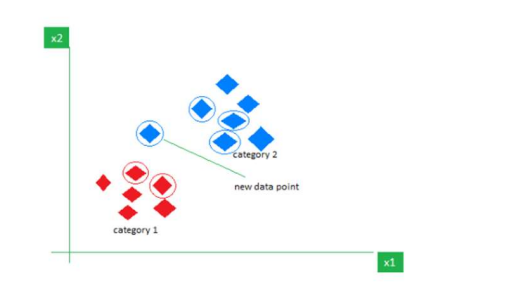 x2
category 2
new data point
category 1
x1